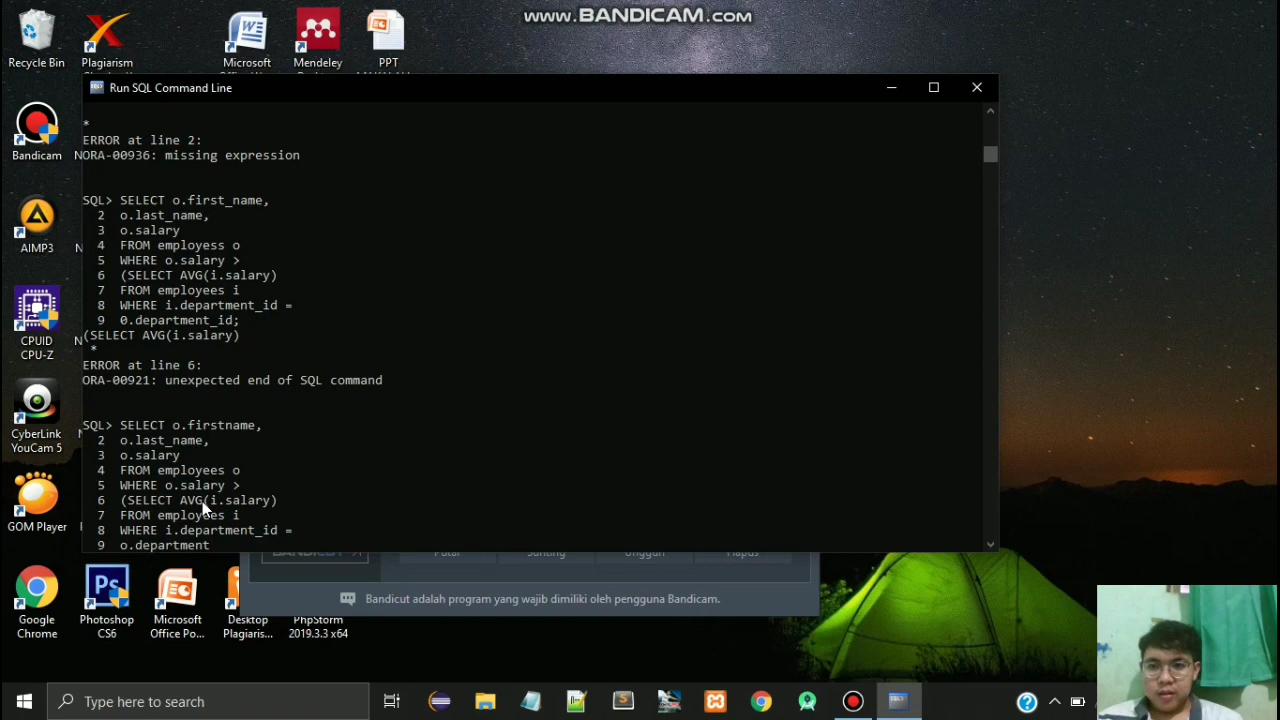 www.BANDICAM.com
Recycle Bin
Plagiarism
Microsoft
Mendeley
PPT
Run SQL Command Line
Bandicam
AIMP3
CPUID
CPU-Z
CyberLink
YouCam 5
GOM Player
*
ERROR at line 2:
ORA-00936: missing expression
SQL> SELECT o.first_name,
2 o.last_name,
3 o.salary
4 FROM employess o
5 WHERE o.salary >
6 (SELECT AVG(i.salary)
7 FROM employees i
8 WHERE i.department_id =
9 0.department_id;
(SELECT AVG(i.salary)
*
ERROR at line 6:
ORA-00921: unexpected end of SQL command
SQL> SELECT o.firstname,
2 o.last_name,
3 o.salary
4 FROM employees o
5 WHERE o.salary >
6 (SELECT AVG(i.salary)
7 FROM employees i
8 WHERE i.department_id =
9 o.department
Bandicut adalah program yang wajib dimiliki oleh pengguna Bandicam.
Google
Chrome
Photoshop
CS6
Microsoft
Office Po...
Desktop
Plagiaris...
PhpStorm
2019.3.3 x64
Type here to search